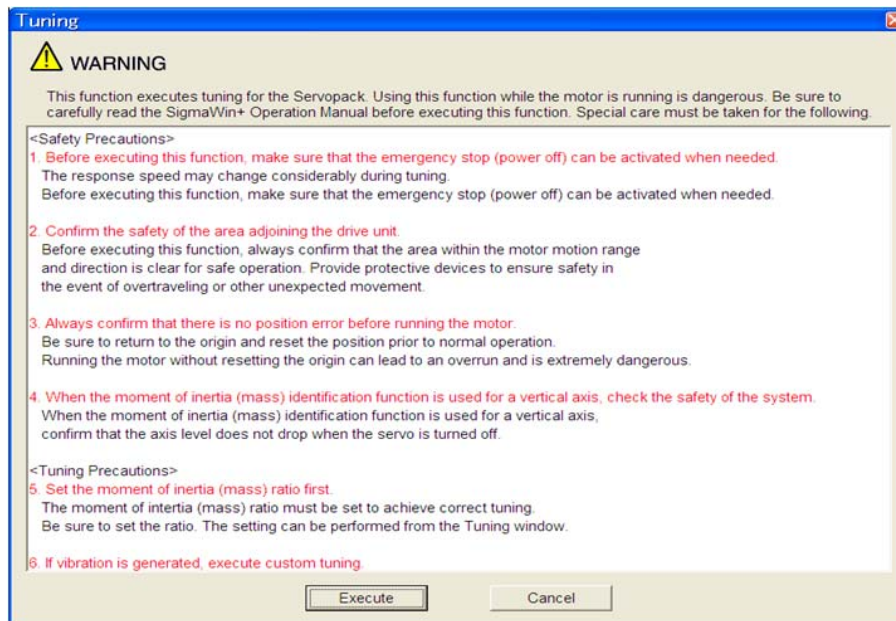 Tuning
WARNING
This function executes tuning for the Servopack. Using this function while the motor is running is dangerous. Be sure to
carefully read the SigmaWin+ Operation Manual before executing this function. Special care must be taken for the following.
<Safety Precautions>
1. Before executing this function, make sure that the emergency stop (power off) can be activated when needed.
The response speed may change considerably during tuning.
Before executing this function, make sure that the emergency stop (power off) can be activated when needed.
2. Confirm the safety of the area adjoining the drive unit.
Before executing this function, always confirm that the area within the motor motion range
and direction is clear for safe operation. Provide protective devices to ensure safety in
the event of overtraveling or other unexpected movement.
3. Always confirm that there is no position error before running the motor.
Be sure to return to the origin and reset the position prior to normal operation.
Running the motor without resetting the origin can lead to an overrun and is extremely dangerous.
4. When the moment of inertia (mass) identification function is used for a vertical axis, check the safety of the system.
When the moment of inertia (mass) identification function is used for a vertical axis,
confirm that the axis level does not drop when the servo is turned off.
<Tuning Precautions>
5. Set the moment of inertia (mass) ratio first.
The moment of intertia (mass) ratio must be set to achieve correct tuning.
Be sure to set the ratio. The setting can be performed from the Tuning window.
6. If vibration is generated, execute custom tuning.
Execute
Cancel